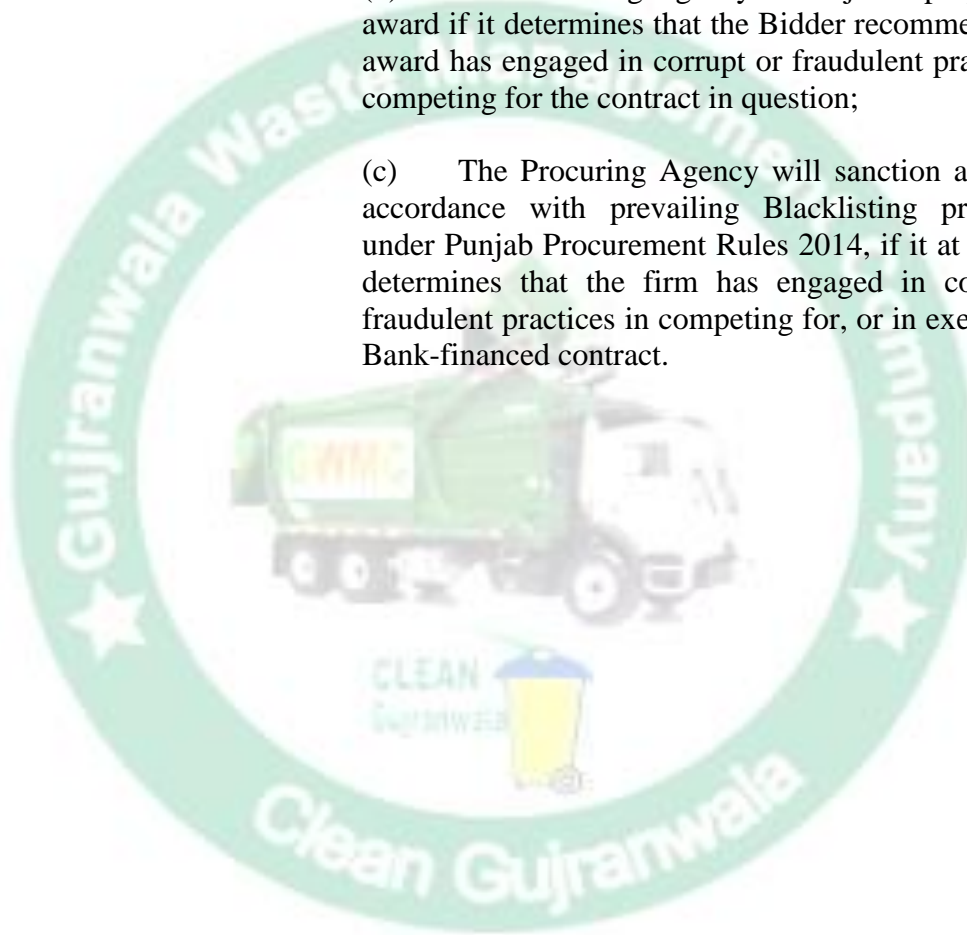 award if it determines that the Bidder recomme
award has engaged in corrupt or fraudulent pra
competing for the contract in question;
(c) The Procuring Agency will sanction a
accordance with prevailing Blacklisting pr
under Punjab Procurement Rules 2014, if it at
determines that the firm has engaged in co
fraudulent practices in competing for, or in exe
Bank-financed contract.
Gujranwala Waste Management Company
GWMC
CLEAN
Gujranwala
Clean Gujranwala